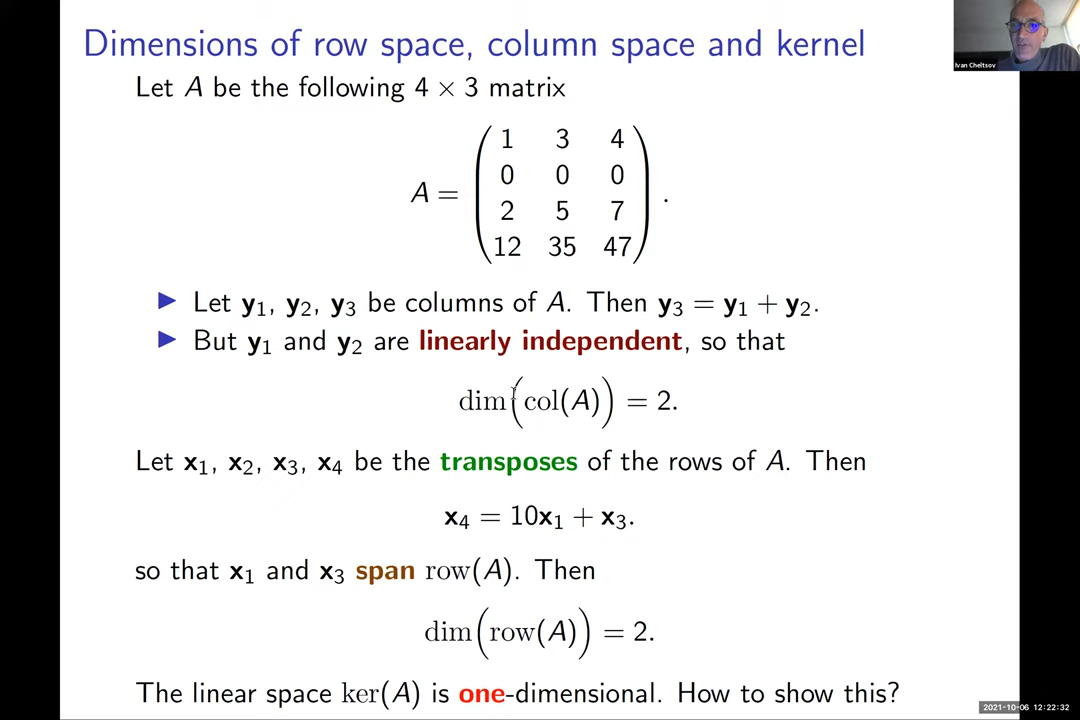 Dimensions of row space, column space and kernel
Ivan Cheltsov
Let A be the following 4 × 3 matrix
A = 
1 3 4
0 0 0
2 5 7
12 35 47
.
▶ Let y₁, y₂, y₃ be columns of A. Then y₃ = y₁ + y₂.
▶ But y₁ and y₂ are linearly independent, so that
dim(col(A)) = 2.
Let x₁, x₂, x₃, x₄ be the transposes of the rows of A. Then
x₄ = 10x₁ + x₃.
so that x₁ and x₃ span row(A). Then
dim(row(A)) = 2.
The linear space ker(A) is one-dimensional. How to show this?
2021-10-06 12:22:32